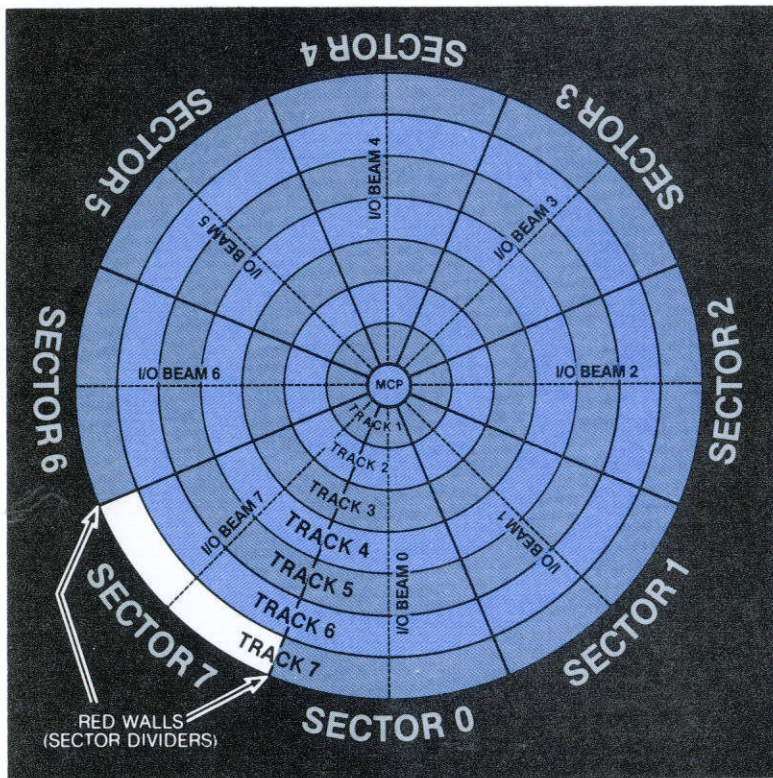 SECTOR 4
SECTOR 5
SECTOR 3
I/O BEAM 4
I/O BEAM 5
I/O BEAM 3
SECTOR 6
I/O BEAM 6
MCP
I/O BEAM 2
SECTOR 2
TRACK 1
TRACK 2
TRACK 3
TRACK 4
TRACK 5
TRACK 6
TRACK 7
I/O BEAM 7
I/O BEAM 0
I/O BEAM 1
SECTOR 7
SECTOR 1
SECTOR 0
RED WALLS
(SECTOR DIVIDERS)